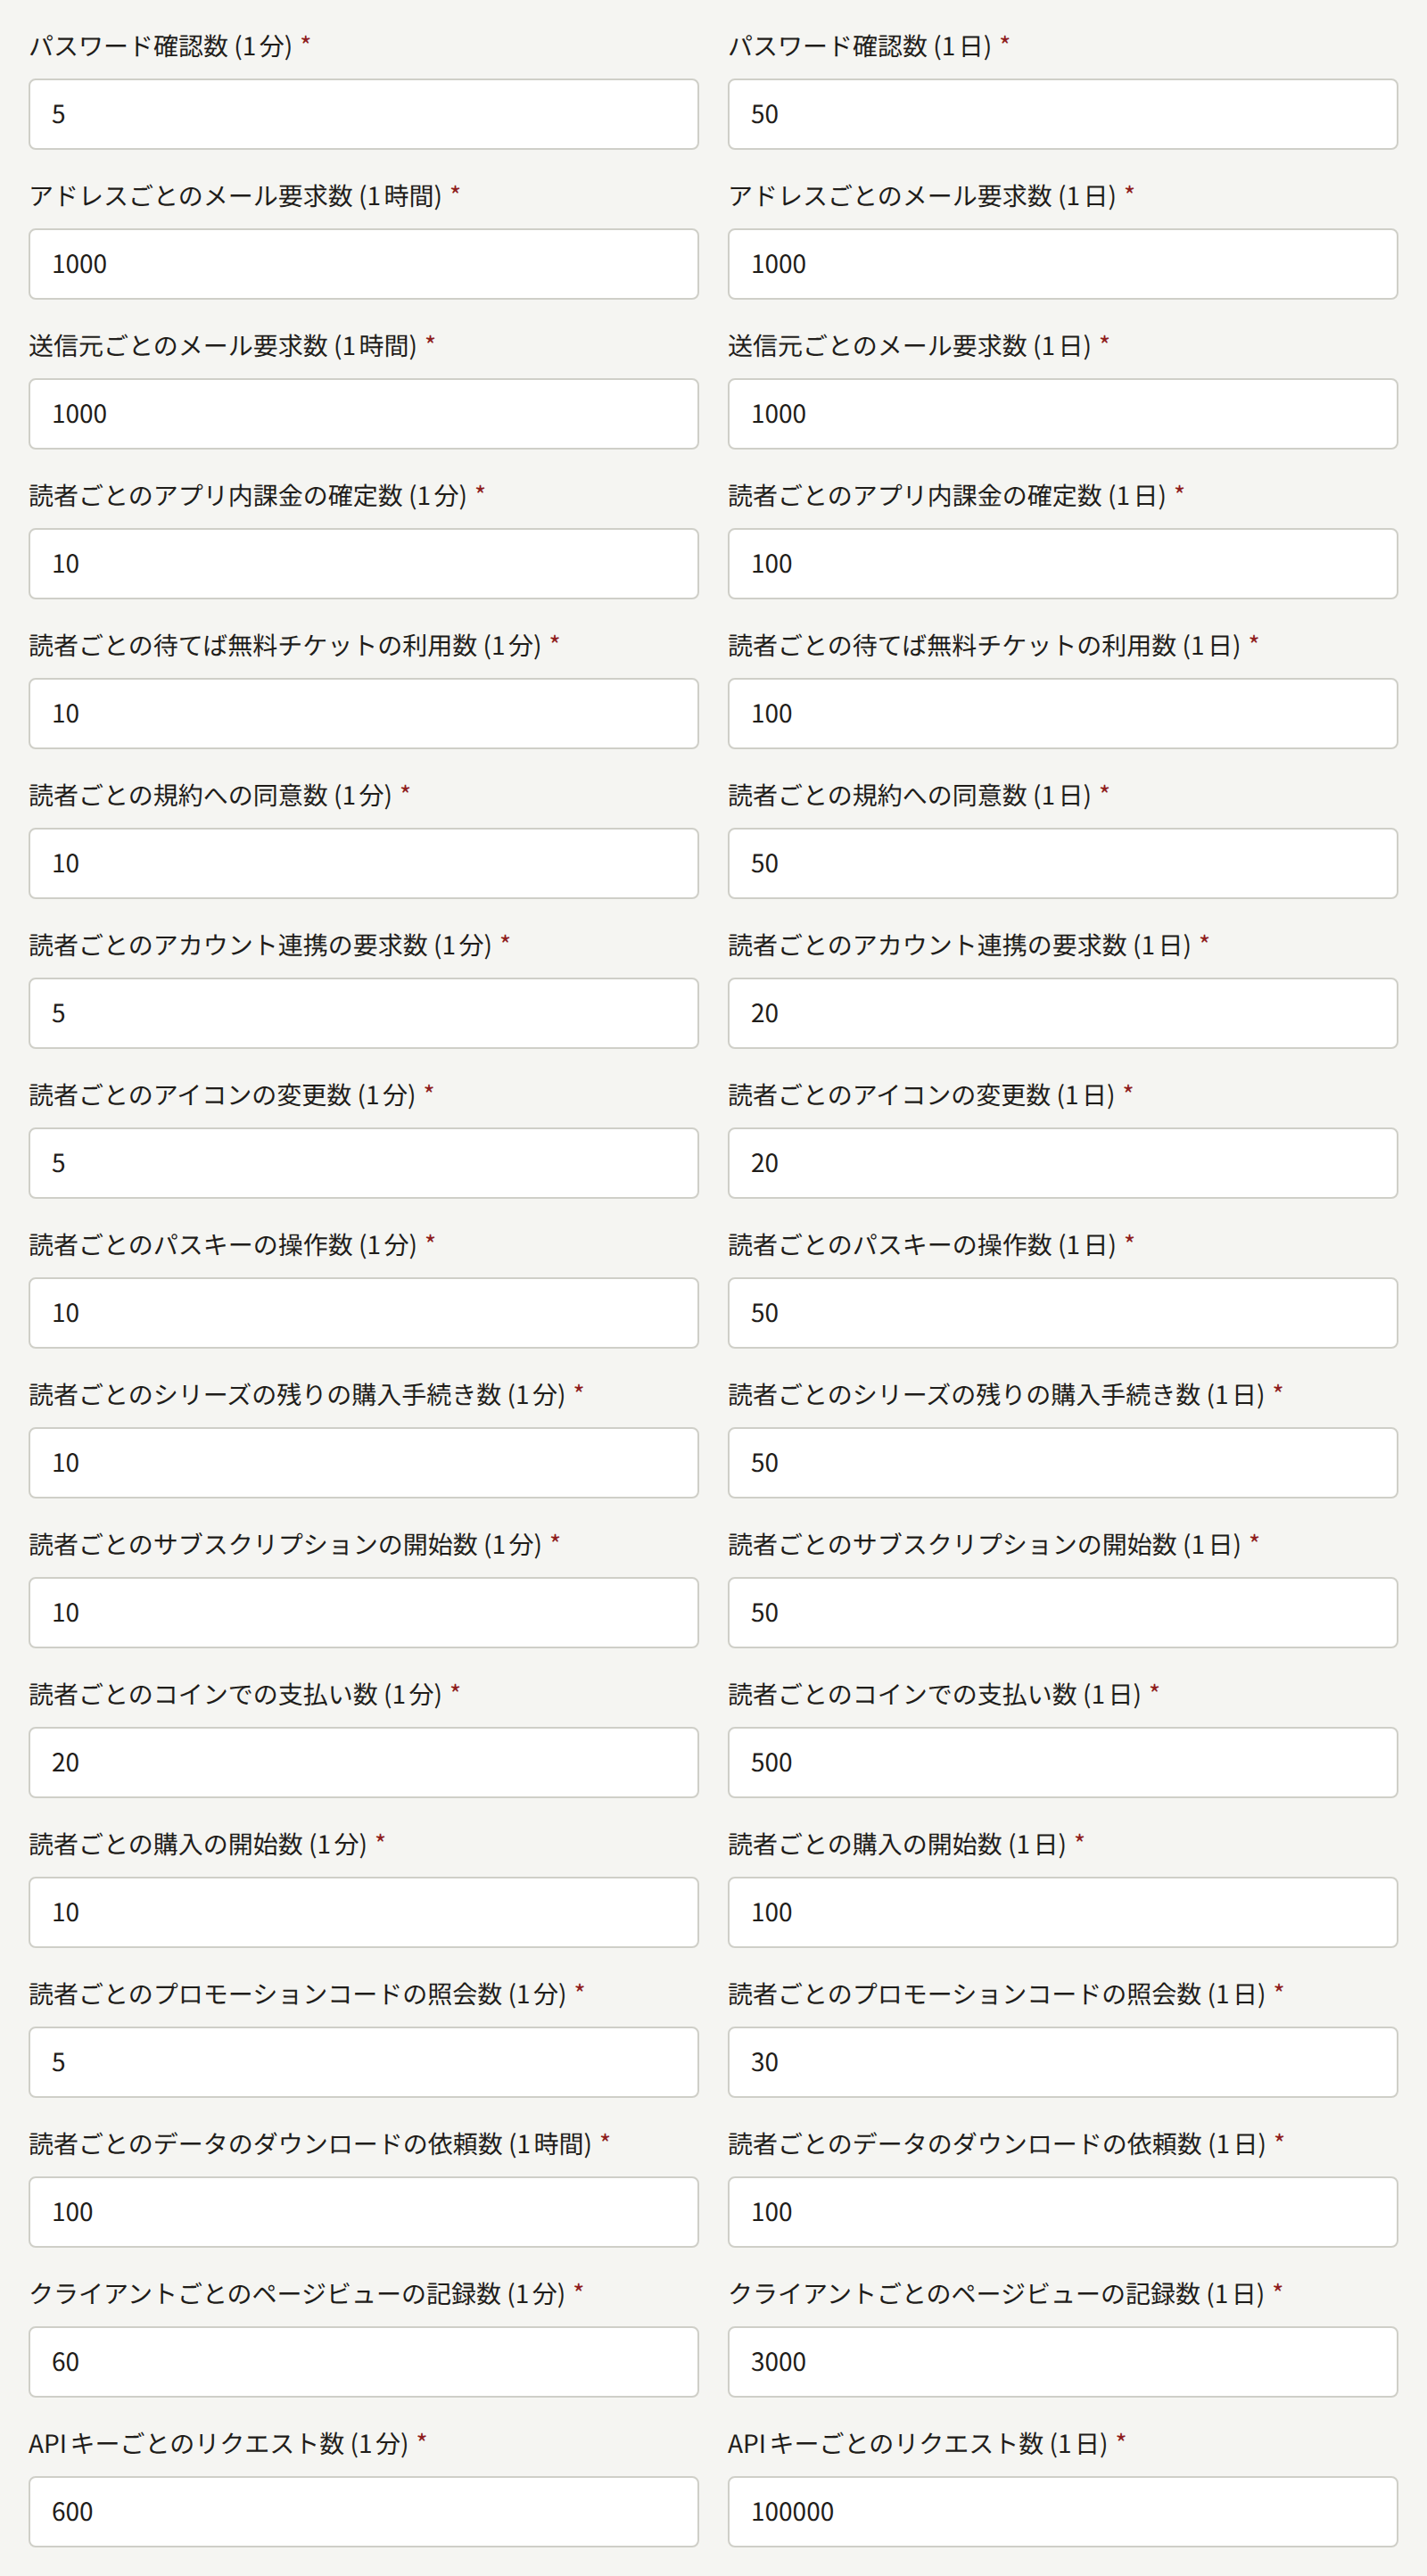 パスワード確認数 (1分) *
パスワード確認数 (1日) *
5
50
アドレスごとのメール要求数 (1時間) *
アドレスごとのメール要求数 (1日) *
1000
1000
送信元ごとのメール要求数 (1時間) *
送信元ごとのメール要求数 (1日) *
1000
1000
読者ごとのアプリ内課金の確定数 (1分) *
読者ごとのアプリ内課金の確定数 (1日) *
10
100
読者ごとの待てば無料チケットの利用数 (1分) *
読者ごとの待てば無料チケットの利用数 (1日) *
10
100
読者ごとの規約への同意数 (1分) *
読者ごとの規約への同意数 (1日) *
10
50
読者ごとのアカウント連携の要求数 (1分) *
読者ごとのアカウント連携の要求数 (1日) *
5
20
読者ごとのアイコンの変更数 (1分) *
読者ごとのアイコンの変更数 (1日) *
5
20
読者ごとのパスキーの操作数 (1分) *
読者ごとのパスキーの操作数 (1日) *
10
50
読者ごとのシリーズの残りの購入手続き数 (1分) *
読者ごとのシリーズの残りの購入手続き数 (1日) *
10
50
読者ごとのサブスクリプションの開始数 (1分) *
読者ごとのサブスクリプションの開始数 (1日) *
10
50
読者ごとのコインでの支払い数 (1分) *
読者ごとのコインでの支払い数 (1日) *
20
500
読者ごとの購入の開始数 (1分) *
読者ごとの購入の開始数 (1日) *
10
100
読者ごとのプロモーションコードの照会数 (1分) *
読者ごとのプロモーションコードの照会数 (1日) *
5
30
読者ごとのデータのダウンロードの依頼数 (1時間) *
読者ごとのデータのダウンロードの依頼数 (1日) *
100
100
クライアントごとのページビューの記録数 (1分) *
クライアントごとのページビューの記録数 (1日) *
60
3000
APIキーごとのリクエスト数 (1分) *
APIキーごとのリクエスト数 (1日) *
600
100000